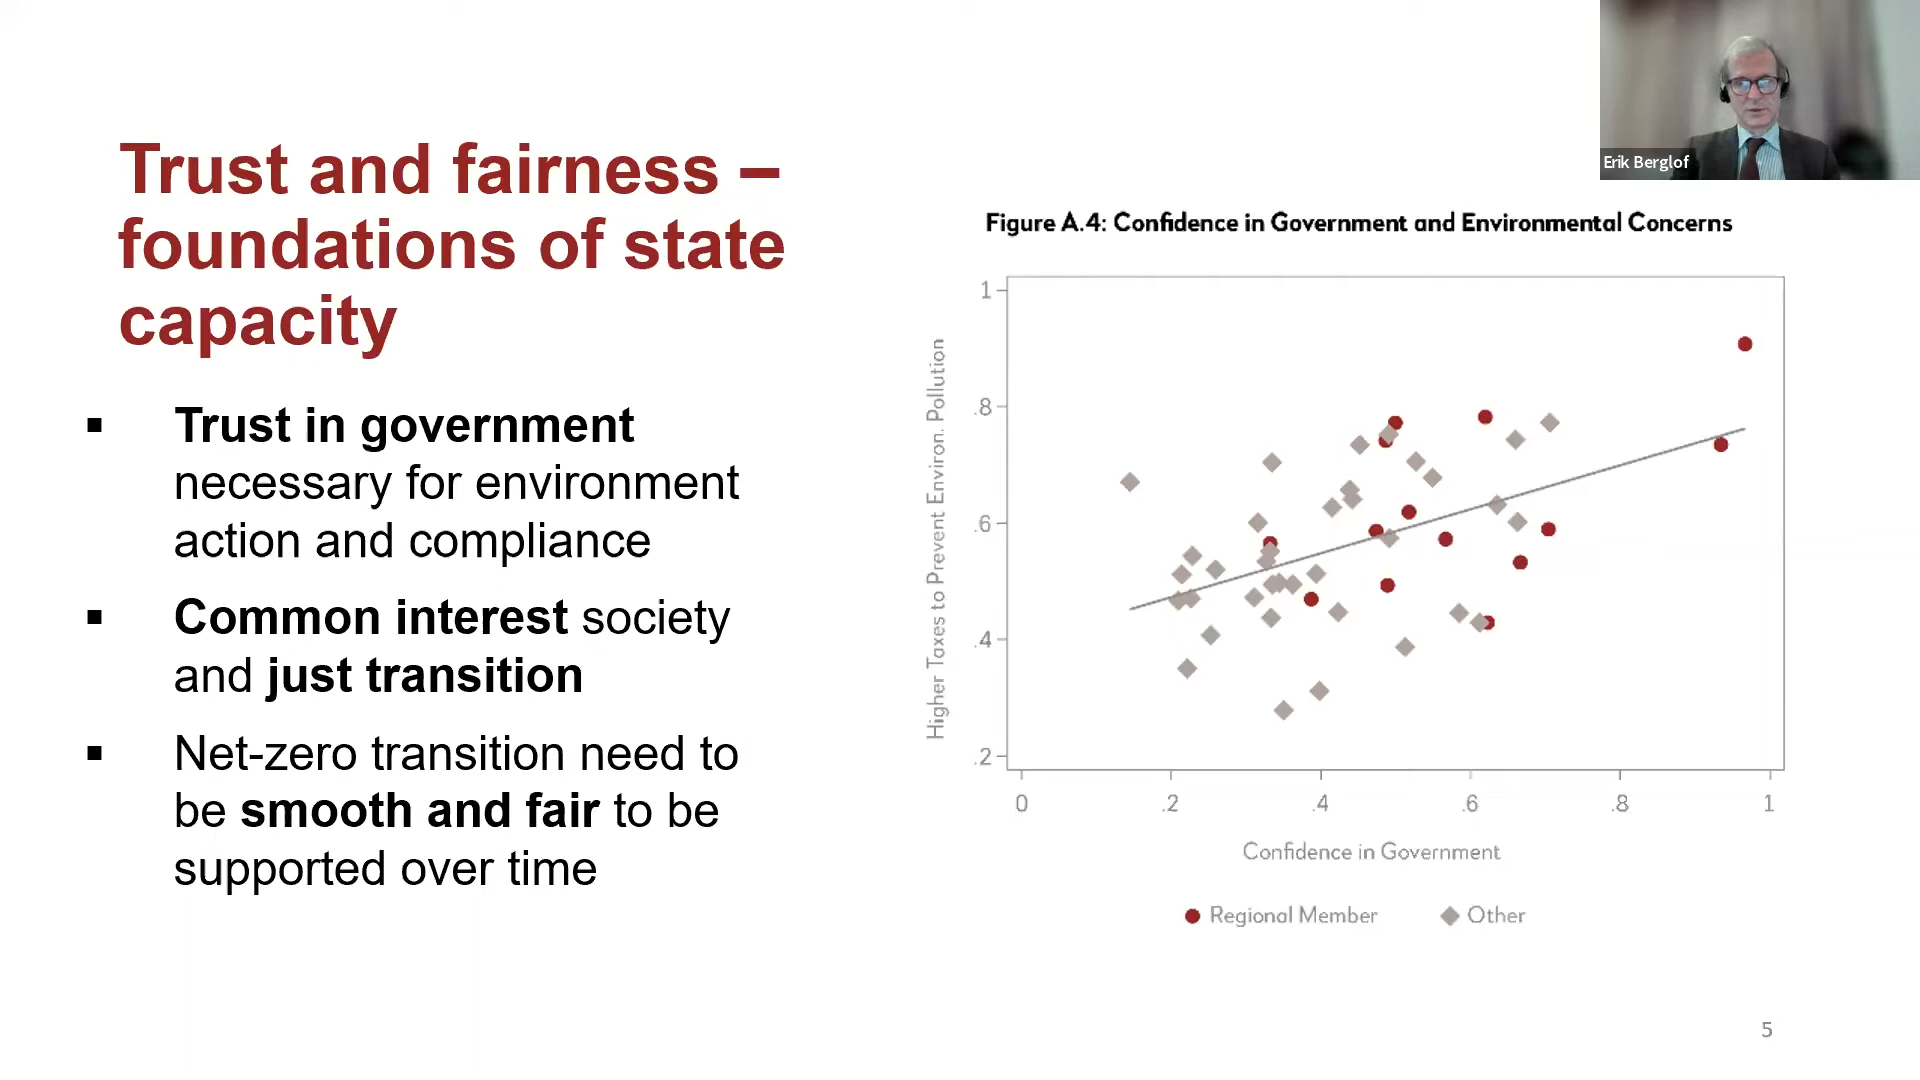 Erik Berglof
Trust and fairness –
foundations of state
capacity
▪ Trust in government
necessary for environment
action and compliance
▪ Common interest society
and just transition
▪ Net-zero transition need to
be smooth and fair to be
supported over time
Figure A.4: Confidence in Government and Environmental Concerns
Higher Taxes to Prevent Environ. Pollution
1
.8
.6
.4
.2
0 .2 .4 .6 .8 1
Confidence in Government
Regional Member Other
5